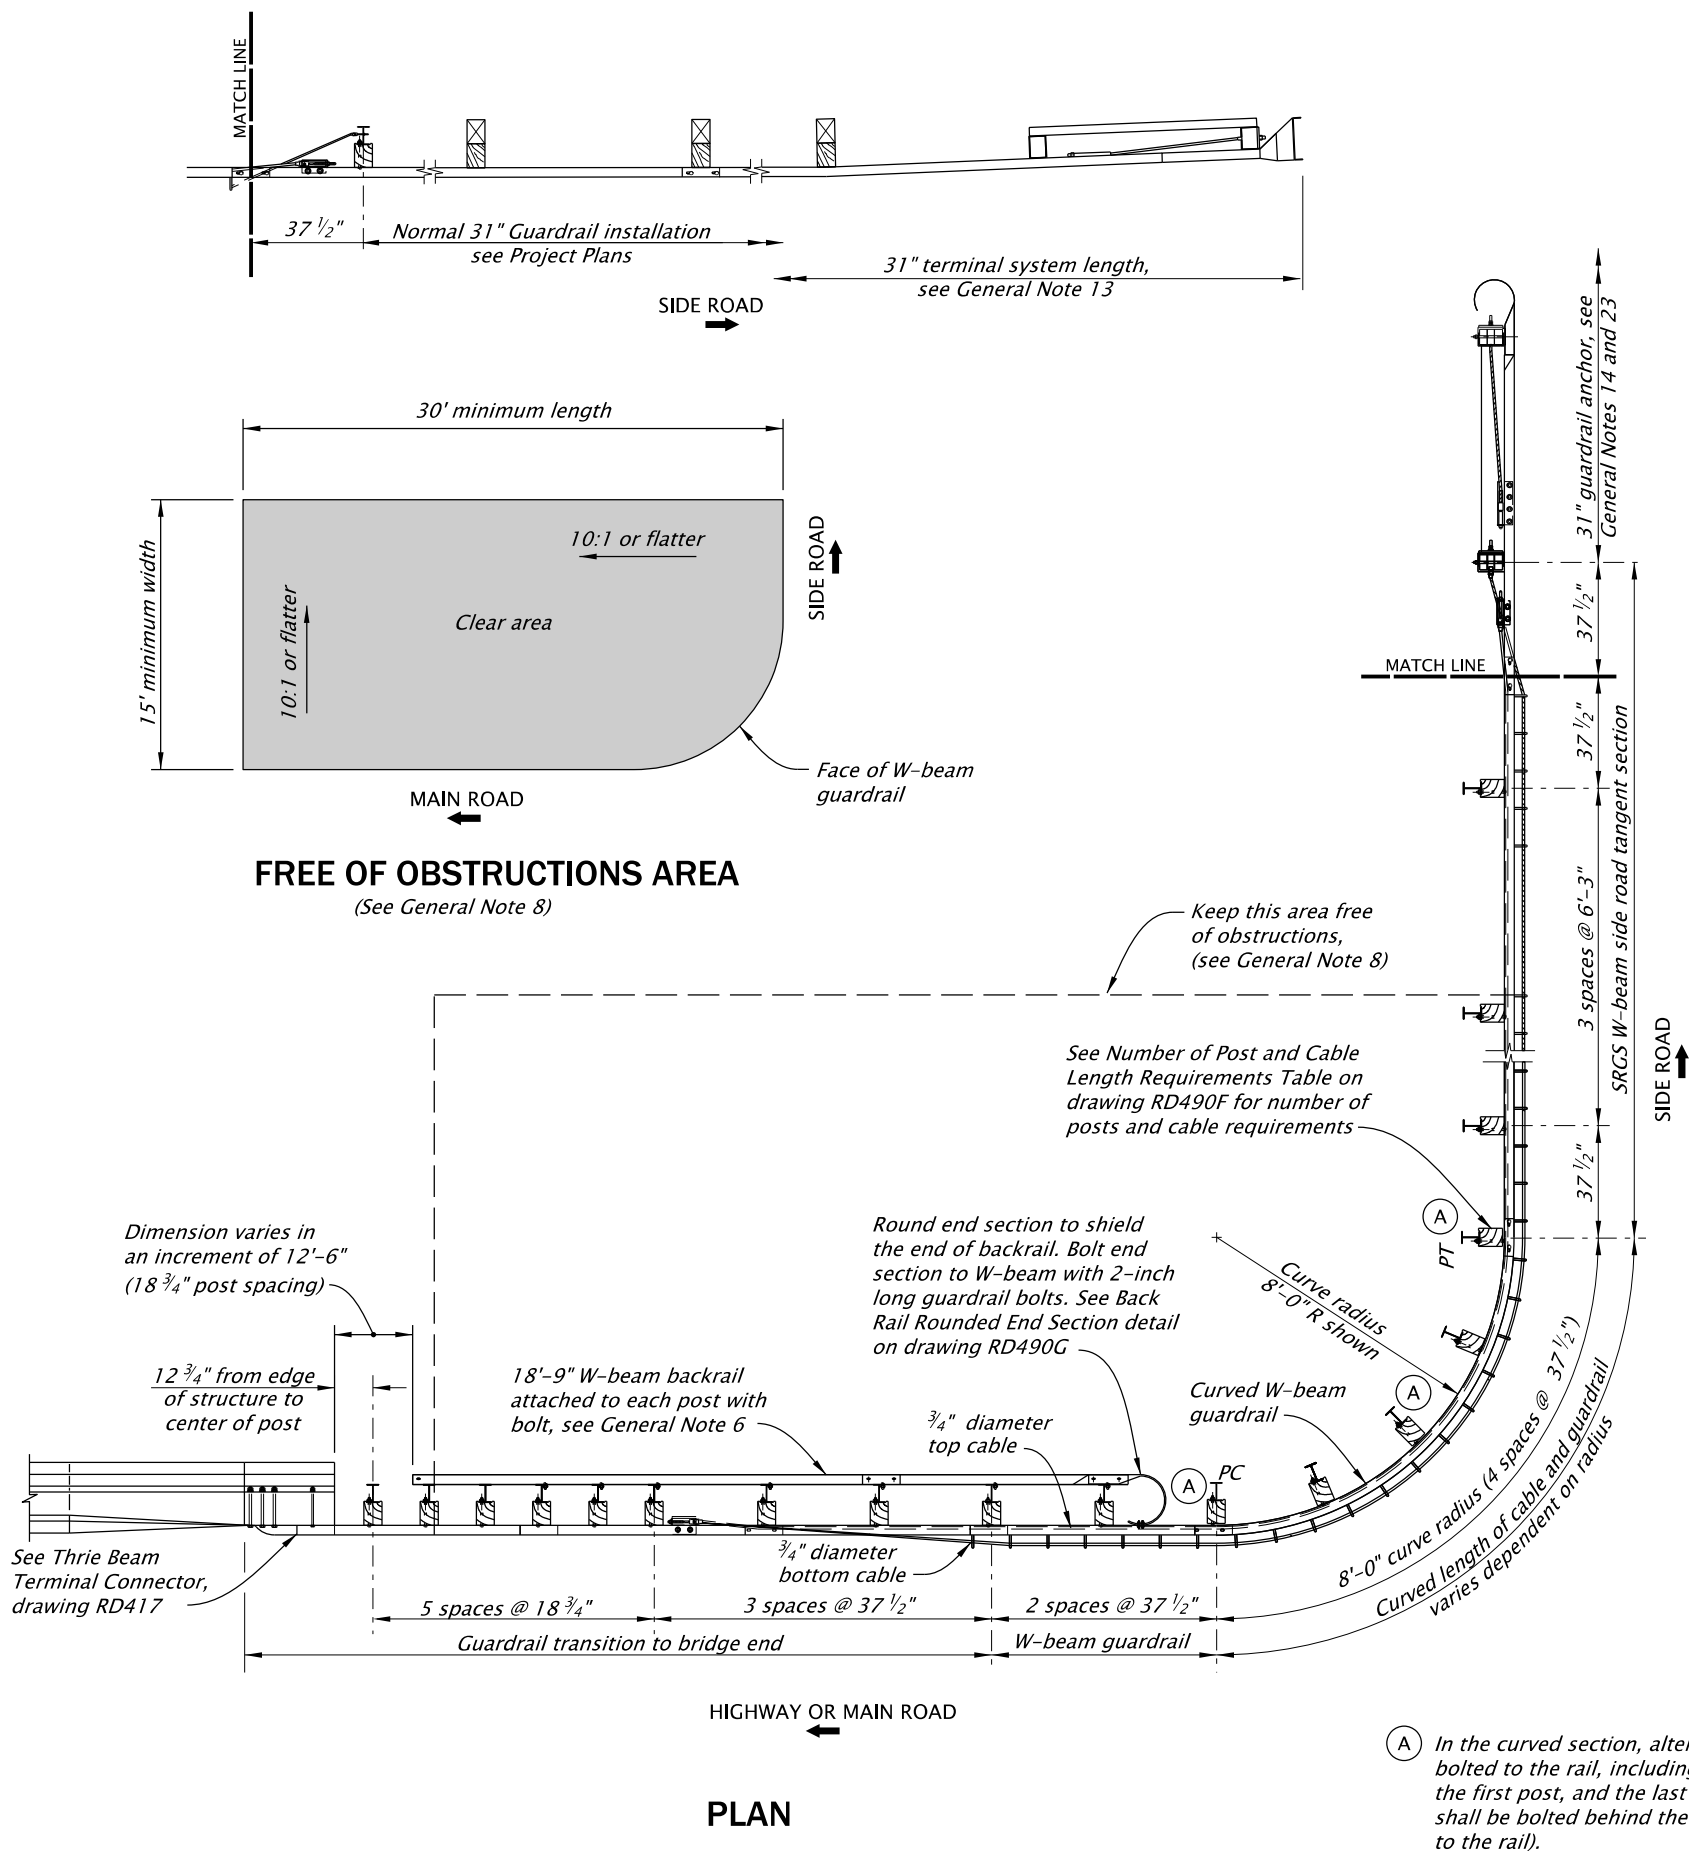 MATCH LINE
37 ½"
Normal 31" Guardrail installation
see Project Plans
31" terminal system length,
see General Note 13
SIDE ROAD
30' minimum length
15' minimum width
10:1 or flatter
10:1 or flatter
Clear area
SIDE ROAD
Face of W-beam
guardrail
MAIN ROAD
FREE OF OBSTRUCTIONS AREA
(See General Note 8)
31" guardrail anchor, see
General Notes 14 and 23
37 ½"
MATCH LINE
37 ½"
3 spaces @ 6'-3"
SRGS W-beam side road tangent section
SIDE ROAD
37 ½"
Keep this area free
of obstructions,
(see General Note 8)
See Number of Post and Cable
Length Requirements Table on
drawing RD490F for number of
posts and cable requirements
A
PT
Dimension varies in
an increment of 12'-6"
(18 ¾" post spacing)
12 ¾" from edge
of structure to
center of post
Round end section to shield
the end of backrail. Bolt end
section to W-beam with 2-inch
long guardrail bolts. See Back
Rail Rounded End Section detail
on drawing RD490G
Curve radius
8'-0" R shown
18'-9" W-beam backrail
attached to each post with
bolt, see General Note 6
¾" diameter
top cable
Curved W-beam
guardrail
A
A
PC
See Thrie Beam
Terminal Connector,
drawing RD417
¾" diameter
bottom cable
8'-0" curve radius (4 spaces @ 37 ½")
Curved length of cable and guardrail
varies dependent on radius
5 spaces @ 18 ¾"
3 spaces @ 37 ½"
2 spaces @ 37 ½"
Guardrail transition to bridge end
W-beam guardrail
HIGHWAY OR MAIN ROAD
PLAN
A
In the curved section, alter
bolted to the rail, including
the first post, and the last
shall be bolted behind the
to the rail).